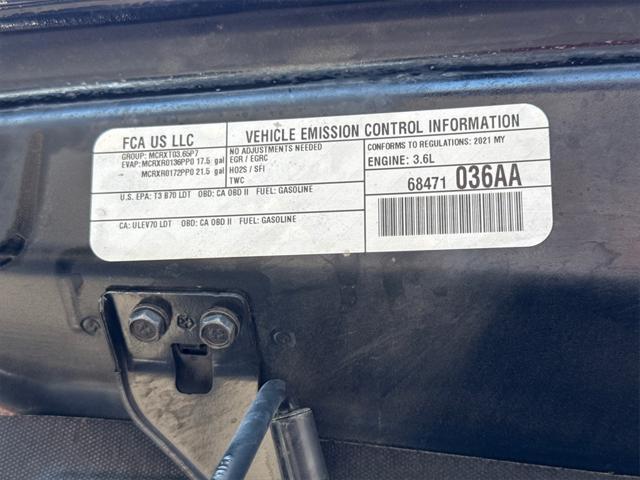 FCA US LLC
GROUP: MCRXT03.65P7
EVAP: MCRXR0136PP0 17.5 gal
MCRXR0172PP0 21.5 gal
VEHICLE EMISSION CONTROL INFORMATION
NO ADJUSTMENTS NEEDED
EGR / EGRC
HO2S / SFI
TWC
CONFORMS TO REGULATIONS: 2021 MY
ENGINE: 3.6L
U.S. EPA: T3 B70 LDT OBD: CA OBD II FUEL: GASOLINE
68471 036AA
CA: ULEV70 LDT OBD: CA OBD II FUEL: GASOLINE